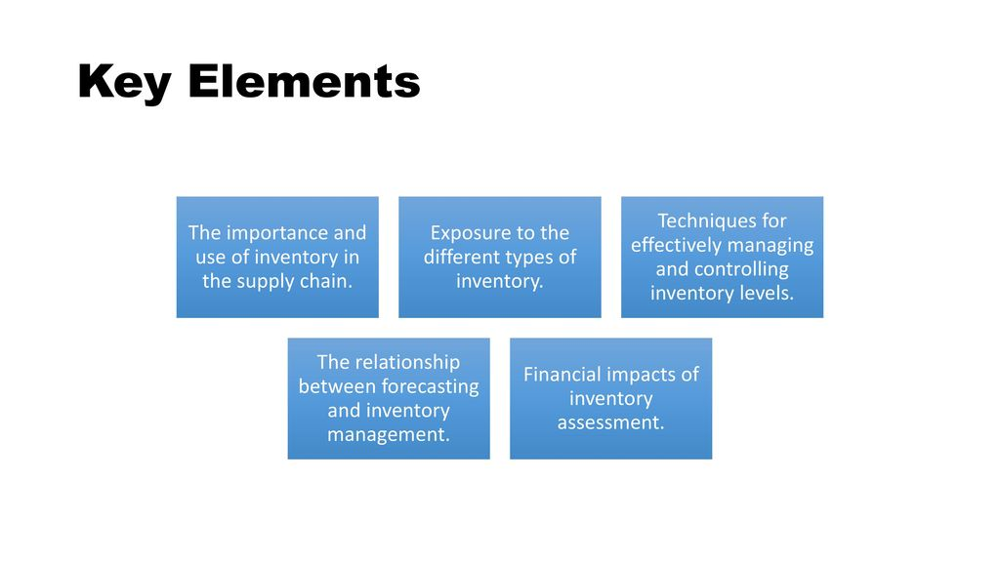 Key Elements
The importance and
use of inventory in
the supply chain.
Exposure to the
different types of
inventory.
Techniques for
effectively managing
and controlling
inventory levels.
The relationship
between forecasting
and inventory
management.
Financial impacts of
inventory
assessment.